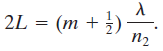 2L = (m + ½) λ/n₂